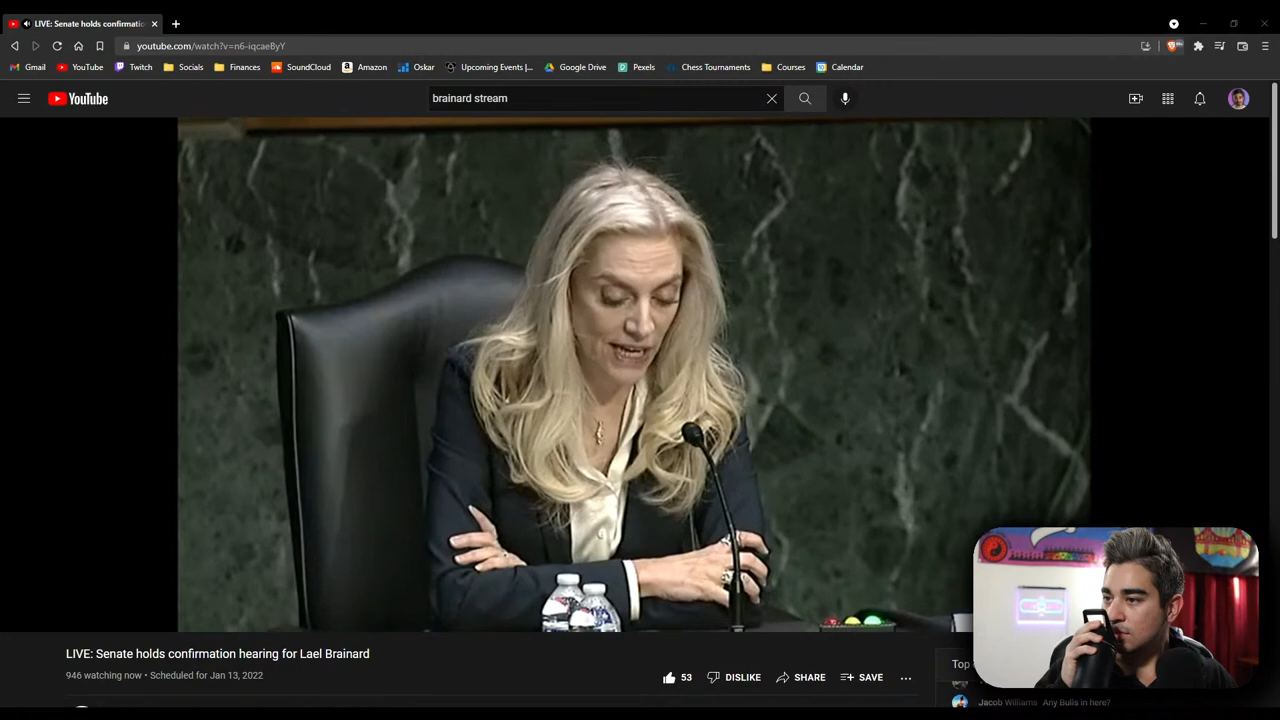 LIVE: Senate holds confirmatio
youtube.com/watch?v=n6-iqcaeByY
Gmail YouTube Twitch Socials Finances SoundCloud Amazon Oskar Upcoming Events |... Google Drive Pexels Chess Tournaments Courses Calendar
YouTube
brainard stream
LIVE: Senate holds confirmation hearing for Lael Brainard
946 watching now • Scheduled for Jan 13, 2022
53 DISLIKE SHARE SAVE
Top
Jacob Williams Any Bulls in here?